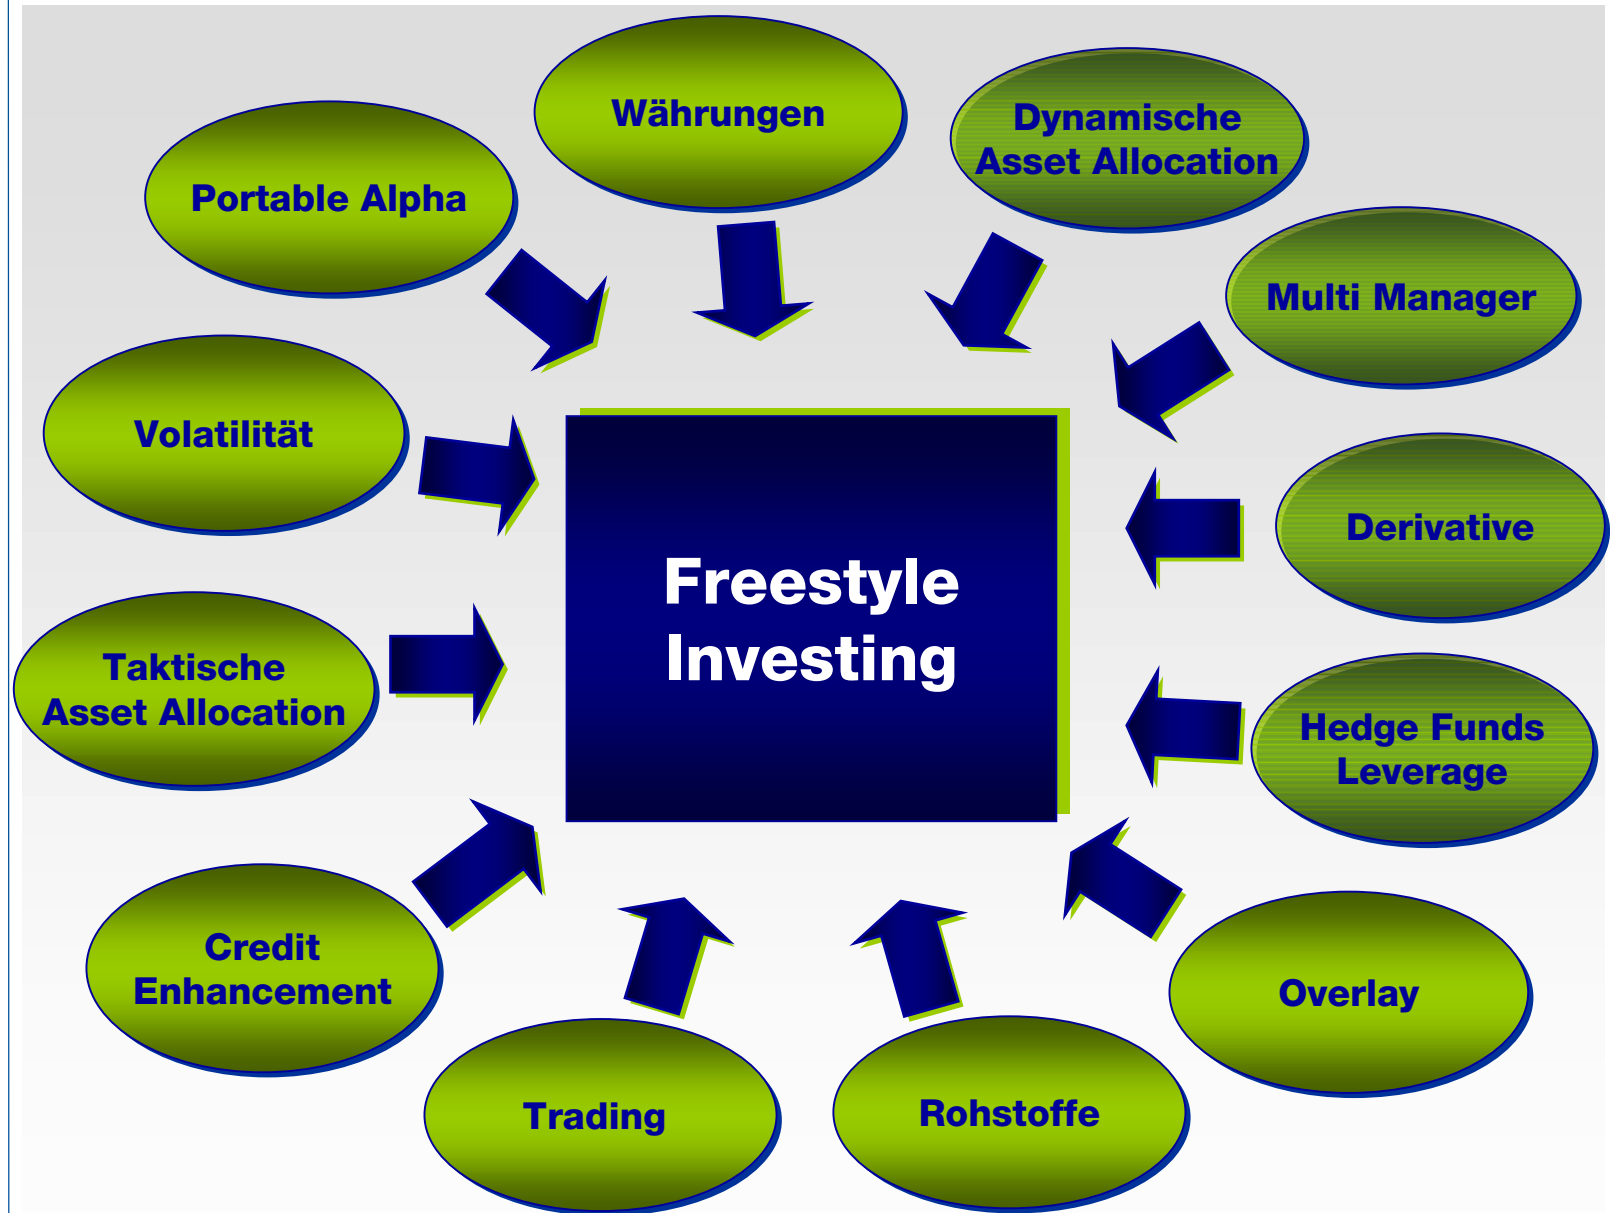 Währungen
Dynamische
Asset Allocation
Portable Alpha
Multi Manager
Volatilität
Derivative
Freestyle
Investing
Taktische
Asset Allocation
Hedge Funds
Leverage
Credit
Enhancement
Overlay
Trading
Rohstoffe